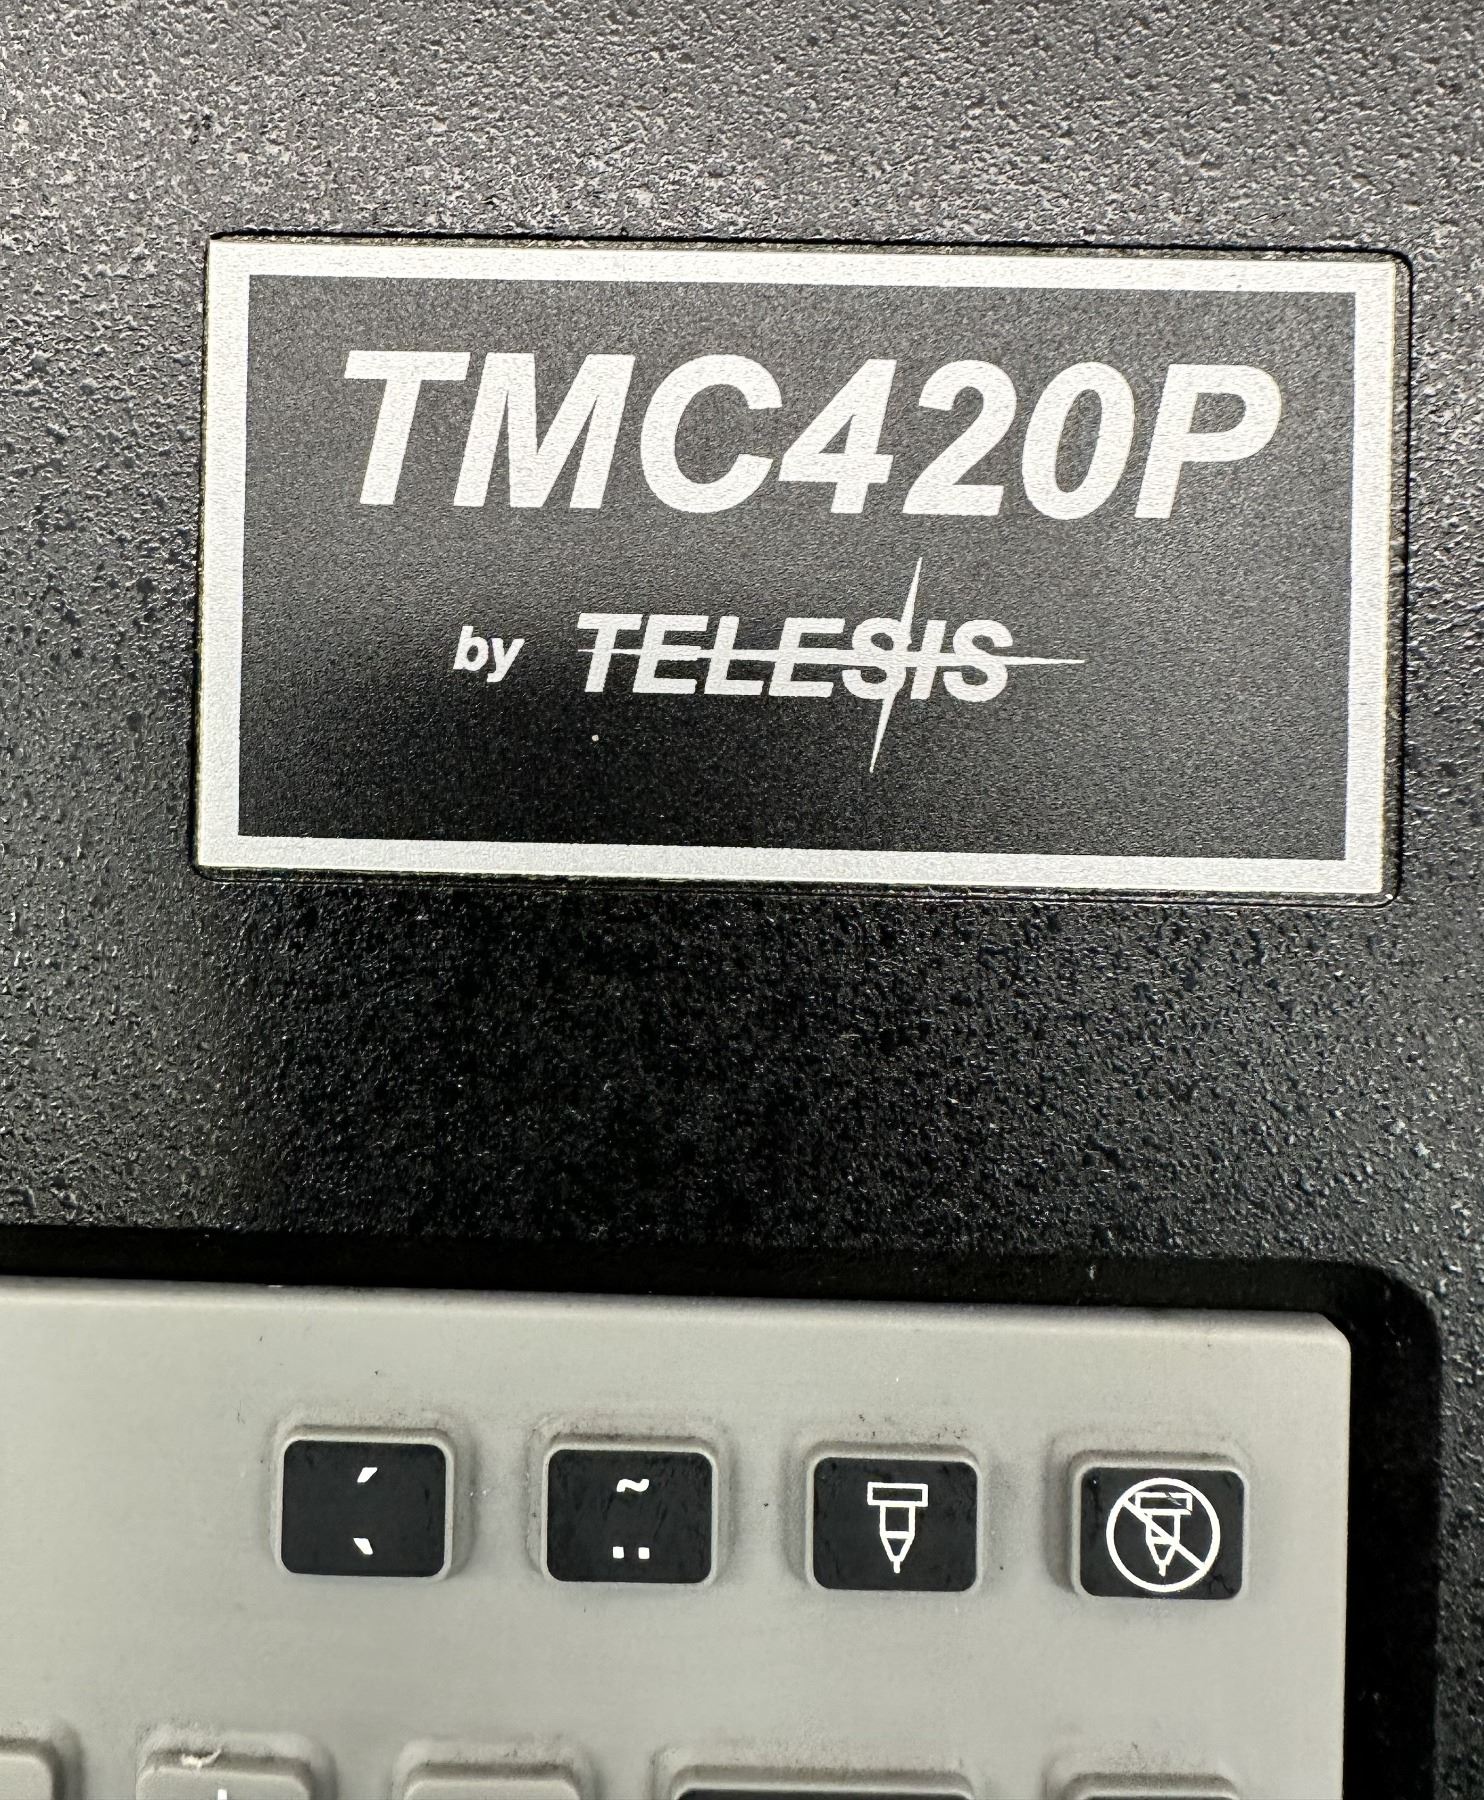 TMC420P
by TELESIS
´ ~
` ¨